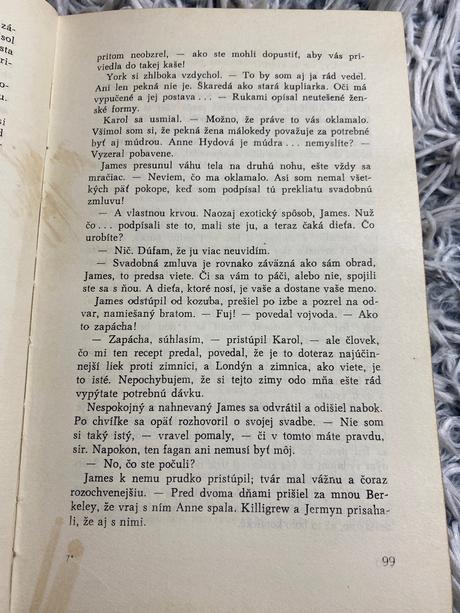 zá-
sol
sta
ri-
o.
u.
si
d
pritom neobzrel, — ako ste mohli dopustiť, aby vás pri-
viedla do takej kaše!
York si zhlboka vzdychol. — To by som aj ja rád vedel.
Ani len pekná nie je. Škaredá ako stará kupliarka. Oči má
vypučené a jej postava... — Rukami opísal neutešené žen-
ské formy.
Karol sa usmial. — Možno, že práve to vás oklamalo.
Všimol som si, že pekná žena málokedy považuje za potrebné
byť aj múdrou. Anne Hydová je múdra... nemyslíte? —
Vyzeral pobavene.
James presunul váhu tela na druhú nohu, ešte vždy sa
mračiac. — Neviem, čo ma oklamalo. Asi som nemal všet-
kých päť pokope, keď som podpísal tú prekliatu svadobnú
zmluvu!
— A vlastnou krvou. Naozaj exotický spôsob, James. Nuž
čo... podpísali ste to, mali ste ju, a teraz čaká dieťa. Čo
urobíte?
— Nič. Dúfam, že ju viac neuvidím.
— Svadobná zmluva je rovnako záväzná ako sám obrad,
James, to predsa viete. Či sa vám to páči, alebo nie, spojili
ste sa s ňou. A dieťa, ktoré nosí, je vaše a dostane vaše meno.
James odstúpil od kozuba, prešiel po izbe a pozrel na od-
var, namiešaný bratom. — Fuj! — povedal vojvoda. — Ako
to zapácha!
— Zapácha, súhlasím, — pristúpil Karol, — ale človek,
čo mi ten recept predal, povedal, že je to doteraz najúčin-
nejší liek proti zimnici, a Londýn a zimnica, ako viete, je
to isté. Nepochybujem, že si tejto zimy odo mňa ešte rád
vypýtate potrebnú dávku.
Nespokojný a nahnevaný James sa odvrátil a odišiel nabok.
Po chvíľke sa opäť rozhovoril o svojej svadbe. — Nie som
si taký istý, — vravel pomaly, — či v tomto máte pravdu,
sir. Napokon, ten fagan ani nemusí byť môj.
— No, čo ste počuli?
James k nemu prudko pristúpil; tvár mal vážnu a čoraz
rozochvenejšiu. — Pred dvoma dňami prišiel za mnou Ber-
keley, že vraj s ním Anne spala. Killigrew a Jermyn prisaha-
li, že aj s nimi.
7*
99